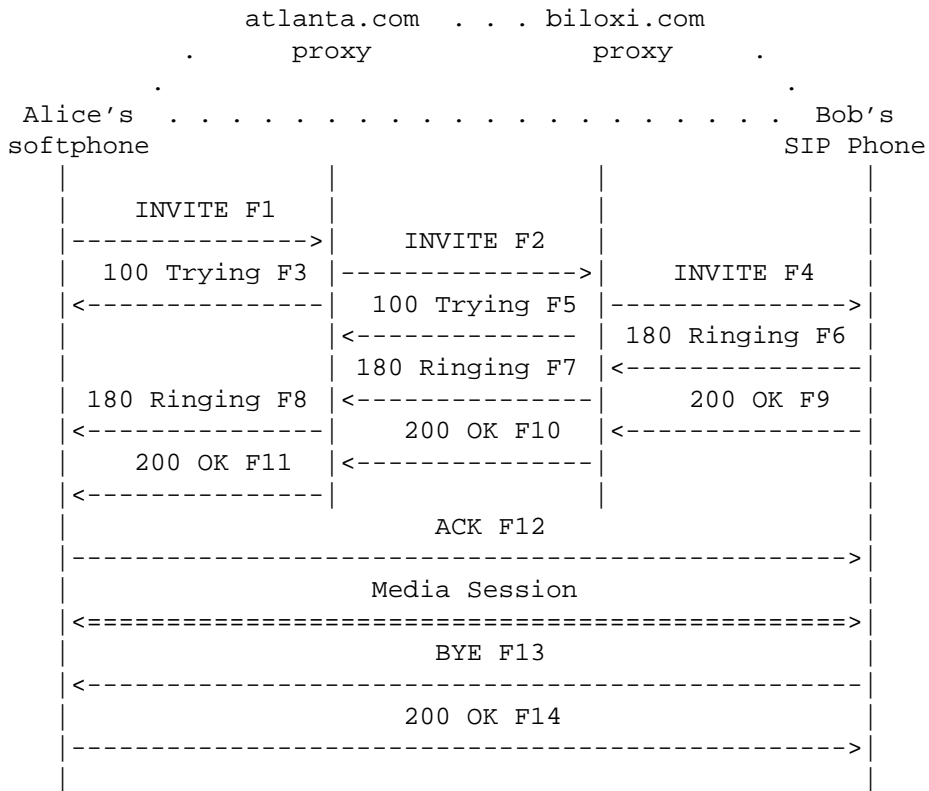 atlanta.com . . . biloxi.com
. proxy proxy .
. .
Alice's . . . . . . . . . . . . . . . . . . . . Bob's
softphone SIP Phone
| | | |
| INVITE F1 | | |
|--------------->| INVITE F2 | |
| 100 Trying F3 |--------------->| INVITE F4 |
|<---------------| 100 Trying F5 |--------------->|
| |<-------------- | 180 Ringing F6 |
| | 180 Ringing F7 |<---------------|
| 180 Ringing F8 |<---------------| 200 OK F9 |
|<---------------| 200 OK F10 |<---------------|
| 200 OK F11 |<---------------| |
|<---------------| | |
| ACK F12 |
|------------------------------------------------->|
| Media Session |
|<================================================>|
| BYE F13 |
|<-------------------------------------------------|
| 200 OK F14 |
|------------------------------------------------->|
| |